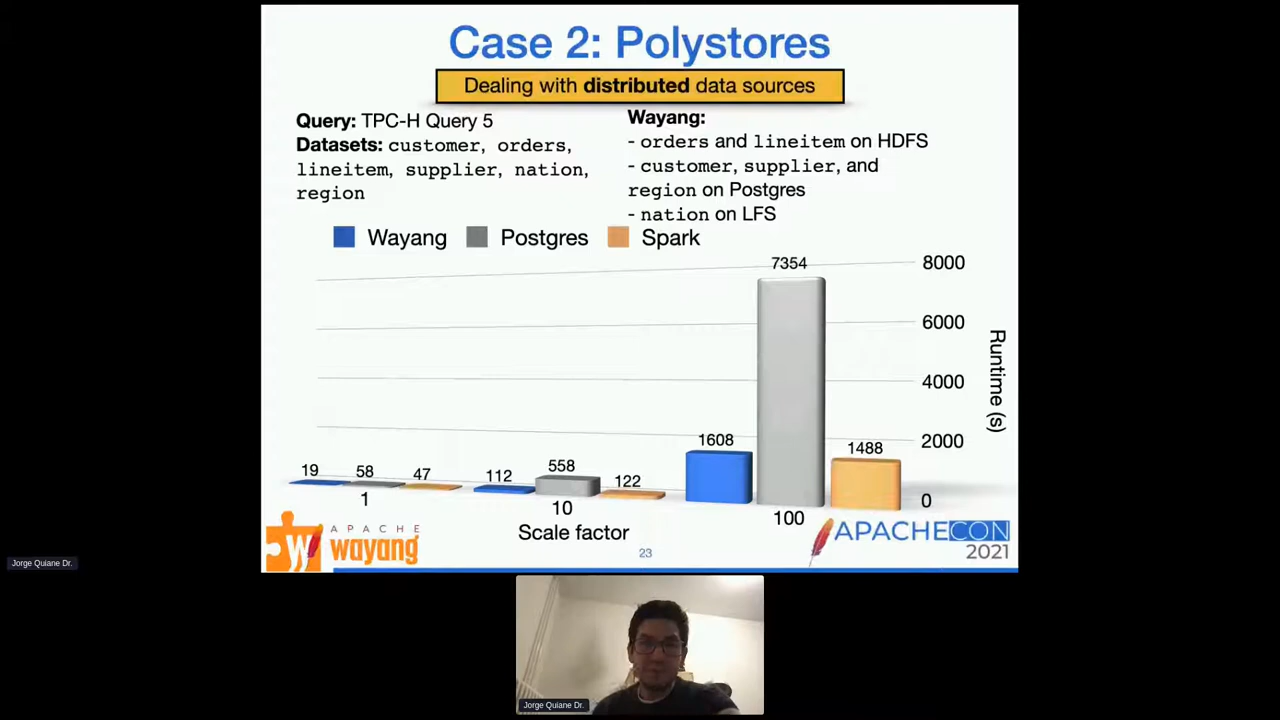 Case 2: Polystores
Dealing with distributed data sources
Query: TPC-H Query 5
Datasets: customer, orders,
lineitem, supplier, nation,
region
Wayang:
- orders and lineitem on HDFS
- customer, supplier, and
region on Postgres
- nation on LFS
Wayang Postgres Spark
7354
8000
6000
4000
2000
0
Runtime (s)
1608
1488
19 58 47 112 558 122
1 10 100
Scale factor
APACHE
wayang
23
APACHECON
2021
Jorge Quiane Dr.
Jorge Quiane Dr.